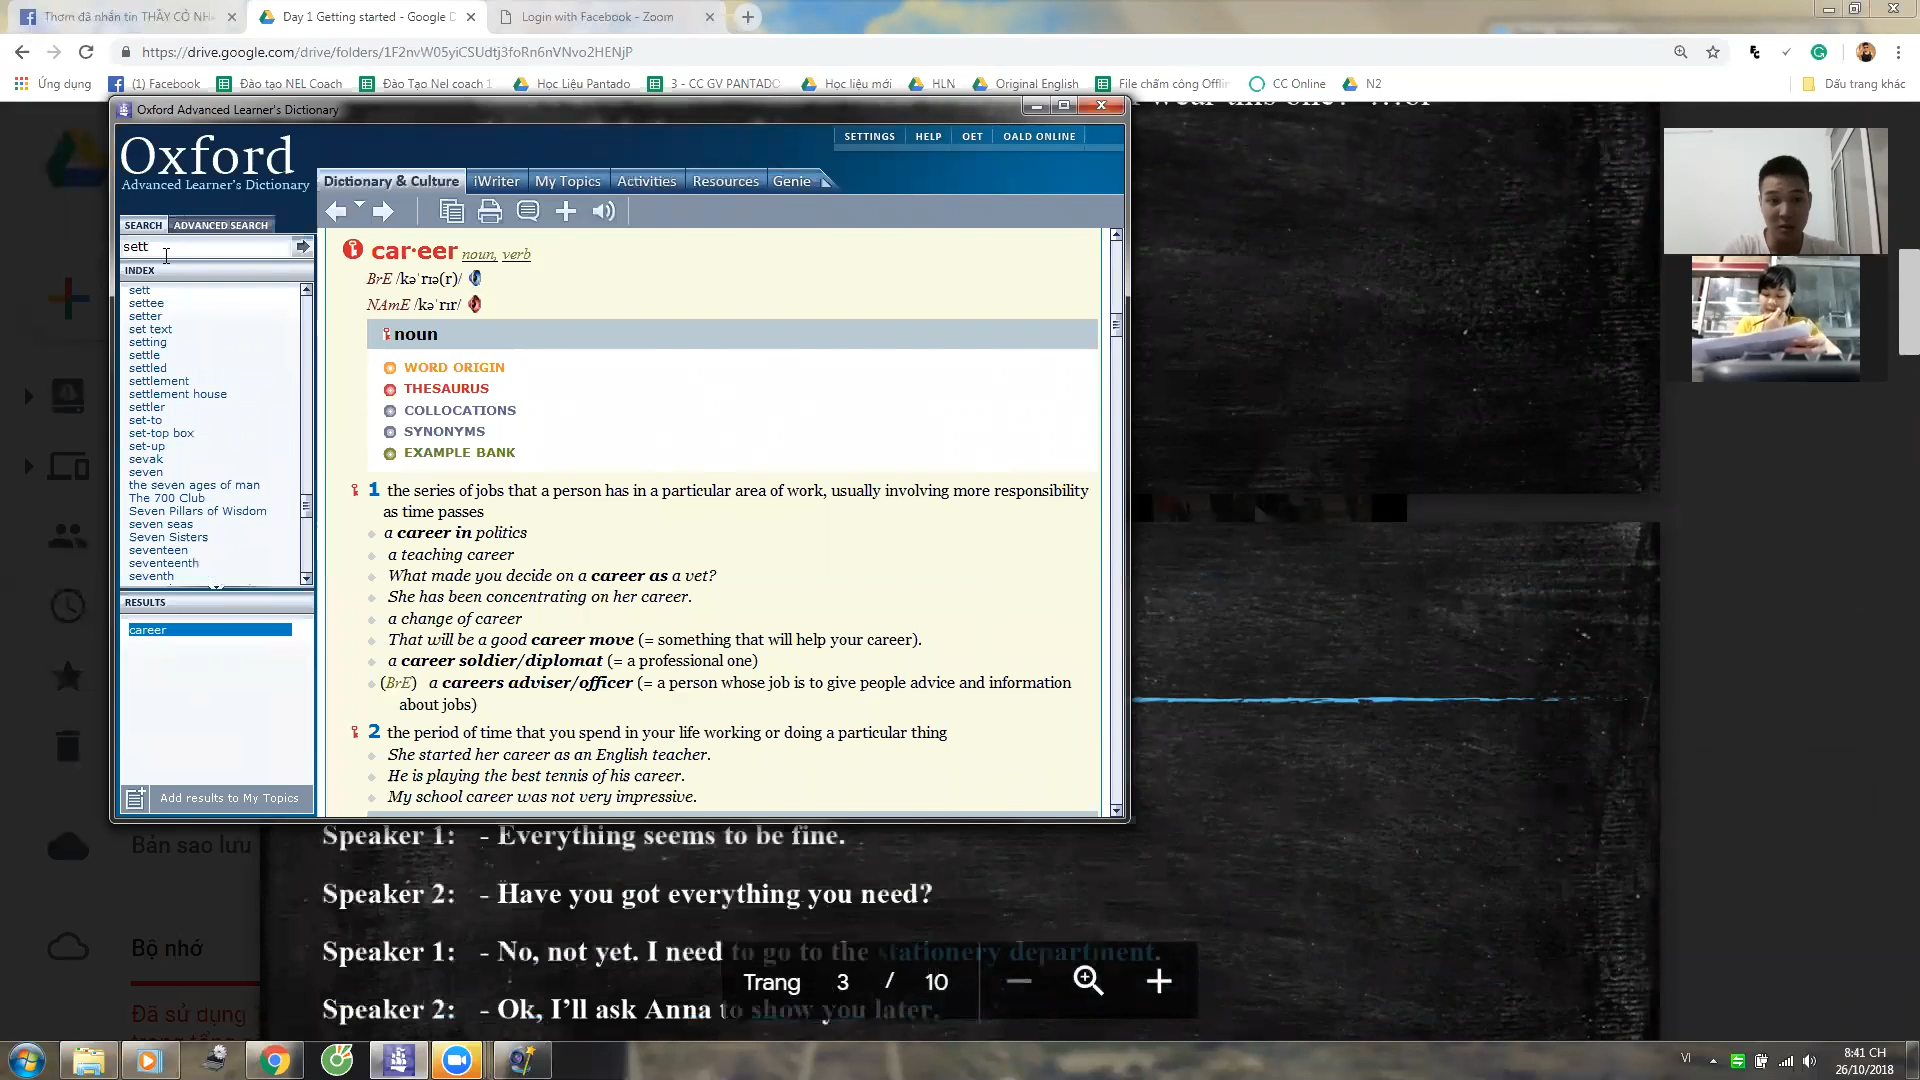 Thơm đã nhắn tin THẦY CÔ NH
Day 1 Getting started - Google D
Login with Facebook - Zoom
https://drive.google.com/drive/folders/1F2nvW05yiCSUdtj3foRn6nVNvo2HENjP
Ứng dụng
(1) Facebook
Đào tạo NEL Coach
Đào Tạo Nel coach 1
Học Liệu Pantado
3 - CC GV PANTADO
Học liệu mới
HLN
Original English
File chấm công Offlin
CC Online
N2
Dấu trang khác
Oxford Advanced Learner's Dictionary
Oxford
Advanced Learner's Dictionary
SETTINGS
HELP
OET
OALD ONLINE
Dictionary & Culture
iWriter
My Topics
Activities
Resources
Genie
SEARCH
ADVANCED SEARCH
sett
INDEX
sett
settee
setter
set text
setting
settle
settled
settlement
settlement house
settler
set-to
set-top box
set-up
sevak
seven
the seven ages of man
The 700 Club
Seven Pillars of Wisdom
seven seas
Seven Sisters
seventeen
seventeenth
seventh
RESULTS
career
Add results to My Topics
car·eer noun, verb
BrE /kəˈrɪə(r)/
NAmE /kəˈrɪr/
noun
WORD ORIGIN
THESAURUS
COLLOCATIONS
SYNONYMS
EXAMPLE BANK
1 the series of jobs that a person has in a particular area of work, usually involving more responsibility
as time passes
a career in politics
a teaching career
What made you decide on a career as a vet?
She has been concentrating on her career.
a change of career
That will be a good career move (= something that will help your career).
a career soldier/diplomat (= a professional one)
(BrE) a careers adviser/officer (= a person whose job is to give people advice and information
about jobs)
2 the period of time that you spend in your life working or doing a particular thing
She started her career as an English teacher.
He is playing the best tennis of his career.
My school career was not very impressive.
Speaker 1: - Everything seems to be fine.
Speaker 2: - Have you got everything you need?
Speaker 1: - No, not yet. I need to go to the stationery department.
Speaker 2: - Ok, I'll ask Anna to show you later.
Trang 3 / 10
Bản sao lưu
Bộ nhớ
Đã sử dụng
VI
8:41 CH
26/10/2018